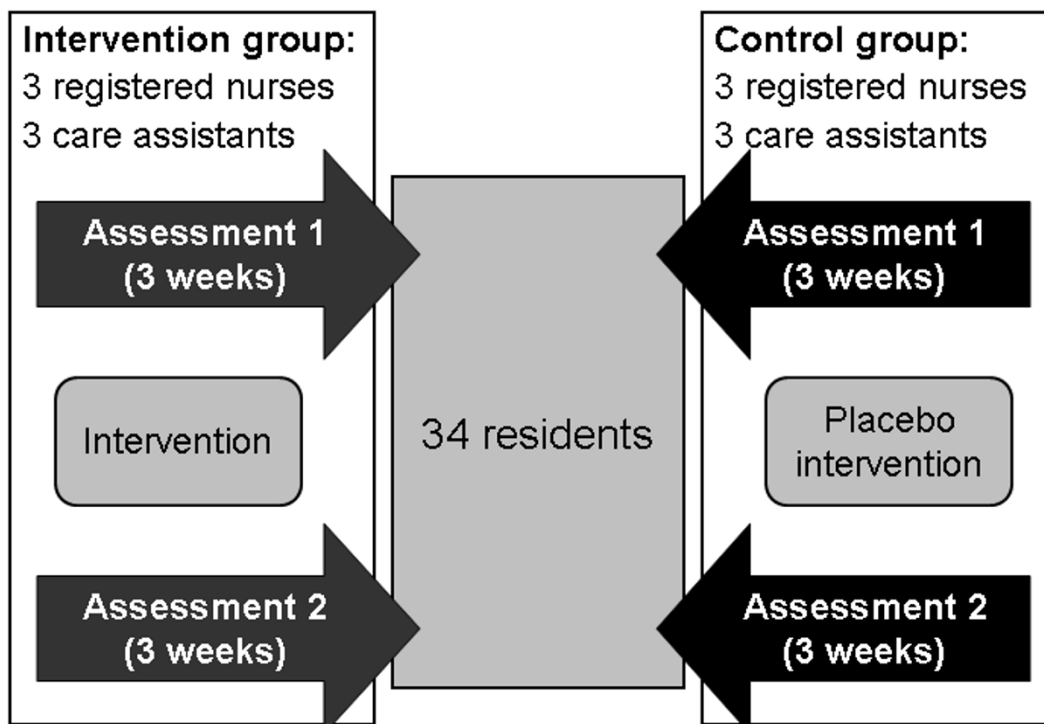 Intervention group:
3 registered nurses
3 care assistants
Assessment 1
(3 weeks)
Intervention
Assessment 2
(3 weeks)
34 residents
Control group:
3 registered nurses
3 care assistants
Assessment 1
(3 weeks)
Placebo
intervention
Assessment 2
(3 weeks)